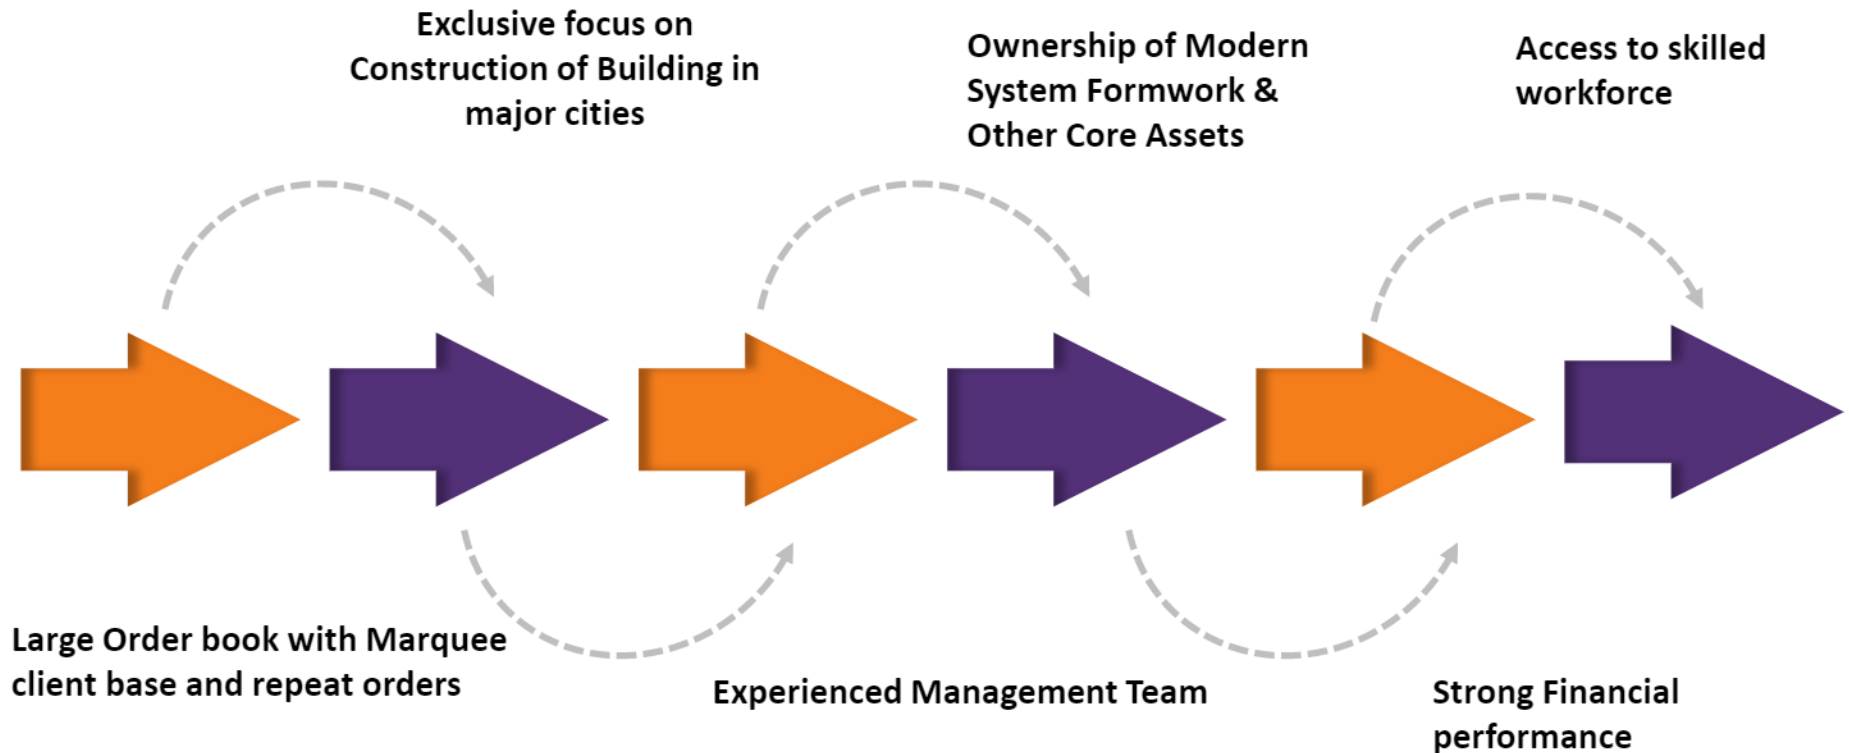 Exclusive focus on
Construction of Building in
major cities
Ownership of Modern
System Formwork &
Other Core Assets
Access to skilled
workforce
Large Order book with Marquee
client base and repeat orders
Experienced Management Team
Strong Financial
performance